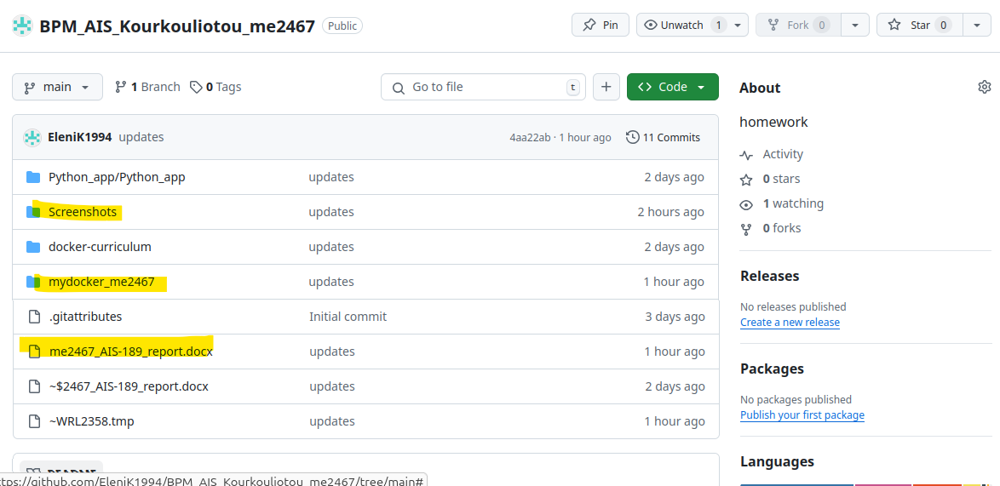 BPM_AIS_Kourkouliotou_me2467 Public
Pin
Unwatch 1
Fork 0
Star 0
main
1 Branch
0 Tags
Go to file t
+
<> Code
EleniK1994 updates
4aa22ab · 1 hour ago
11 Commits
Python_app/Python_app updates 2 days ago
Screenshots updates 2 hours ago
docker-curriculum updates 2 days ago
mydocker_me2467 updates 1 hour ago
.gitattributes Initial commit 3 days ago
me2467_AIS-189_report.docx updates 1 hour ago
~$2467_AIS-189_report.docx updates 2 days ago
~WRL2358.tmp updates 1 hour ago
README
ttps://github.com/EleniK1994/BPM_AIS_Kourkouliotou_me2467/tree/main#
About
homework
Activity
0 stars
1 watching
0 forks
Releases
No releases published
Create a new release
Packages
No packages published
Publish your first package
Languages